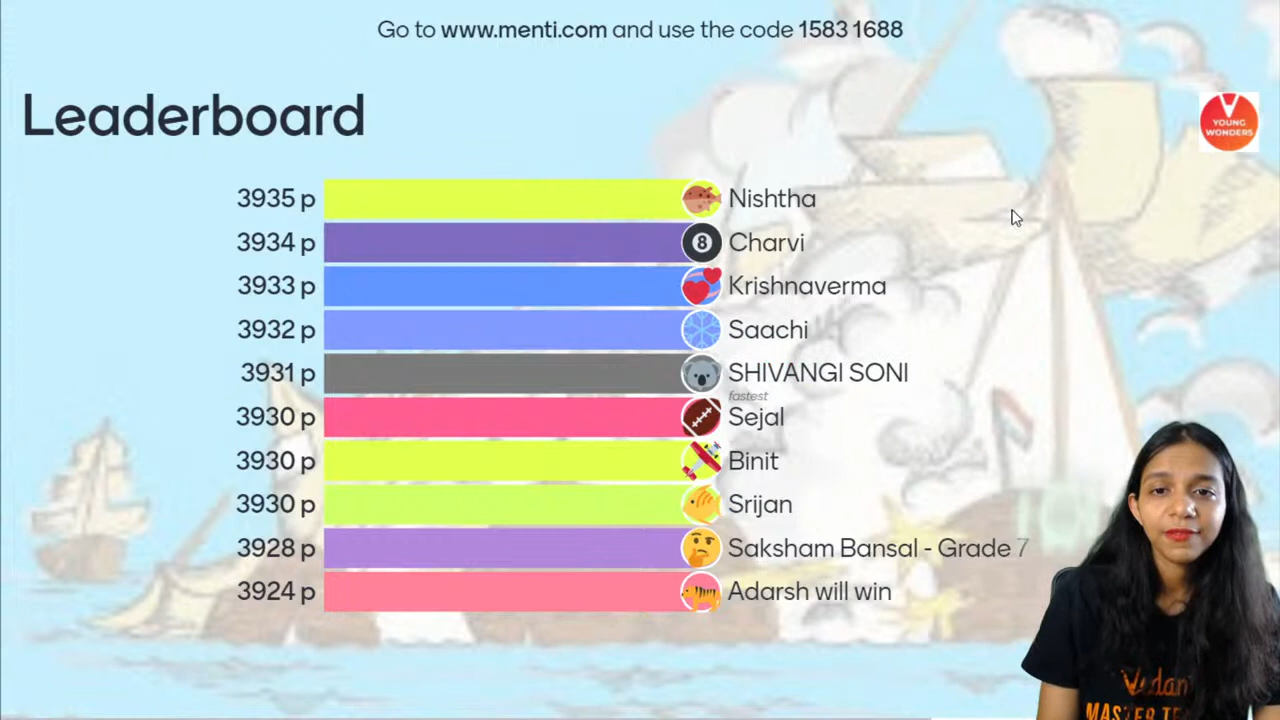 Go to www.menti.com and use the code 1583 1688
Leaderboard
YOUNG
WONDERS
3935 p Nishtha
3934 p Charvi
8
3933 p Krishnaverma
3932 p Saachi
3931 p SHIVANGI SONI
fastest
3930 p Sejal
3930 p Binit
3930 p Srijan
3928 p Saksham Bansal - Grade 7
3924 p Adarsh will win
MASTER